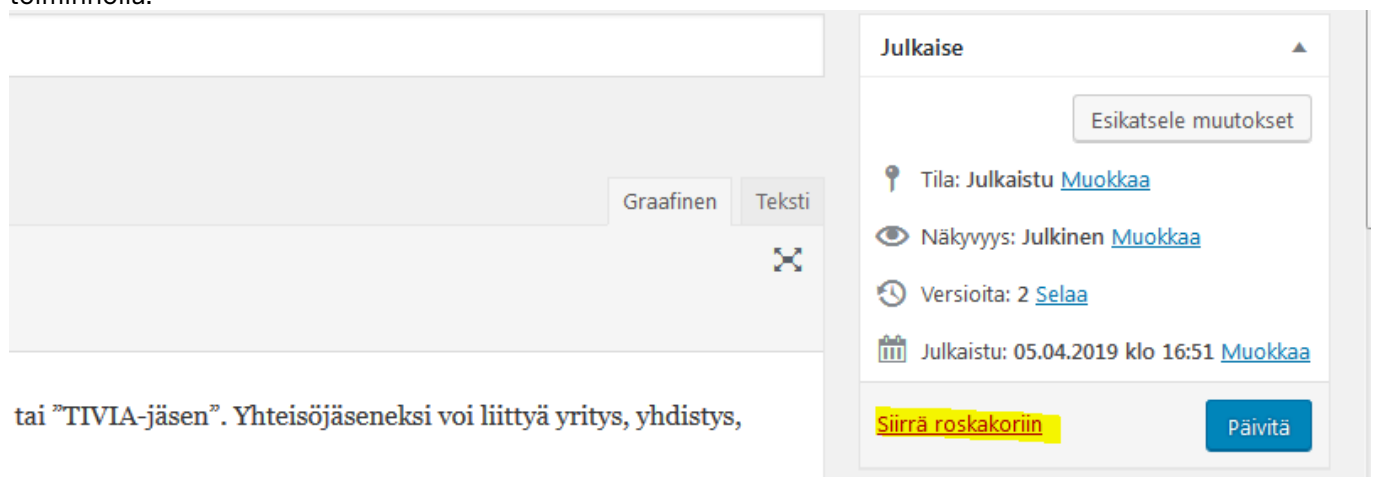 toiminnolla.
Julkaise
Esikatsele muutokset
Tila: Julkaistu Muokkaa
Graafinen Teksti
Näkyvyys: Julkinen Muokkaa
Versioita: 2 Selaa
Julkaistu: 05.04.2019 klo 16:51 Muokkaa
tai ”TIVIA-jäsen”. Yhteisöjäseneksi voi liittyä yritys, yhdistys,
Siirrä roskakoriin Päivitä